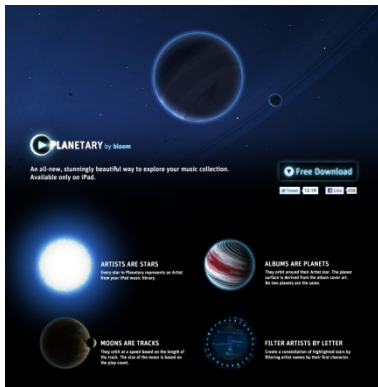 PLANETARY by bloom
An all-new, stunningly beautiful way to explore your music collection.
Available only on iPad.
Free Download
Tweet 12.1K Like
ARTISTS ARE STARS
Every star in Planetary represents an Artist
from your iPad music library.
ALBUMS ARE PLANETS
They orbit around their Artist star. The planet
surface is derived from the album cover art.
No two planets are the same.
MOONS ARE TRACKS
They orbit at a speed based on the length of
the track. The size of the moon is based on
the play count.
FILTER ARTISTS BY LETTER
Create a constellation of highlighted stars by
filtering artist names by their first character.